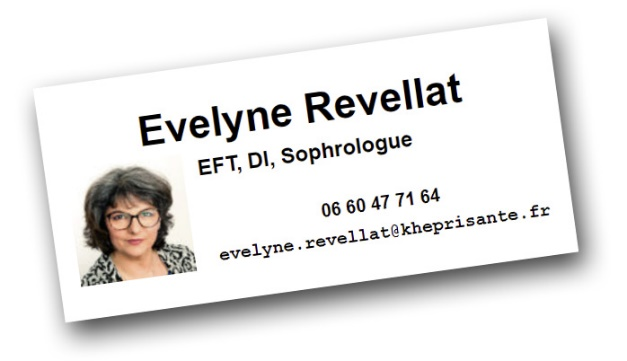 Evelyne Revellat
EFT, DI, Sophrologue
06 60 47 71 64
evelyne.revellat@kheprisante.fr